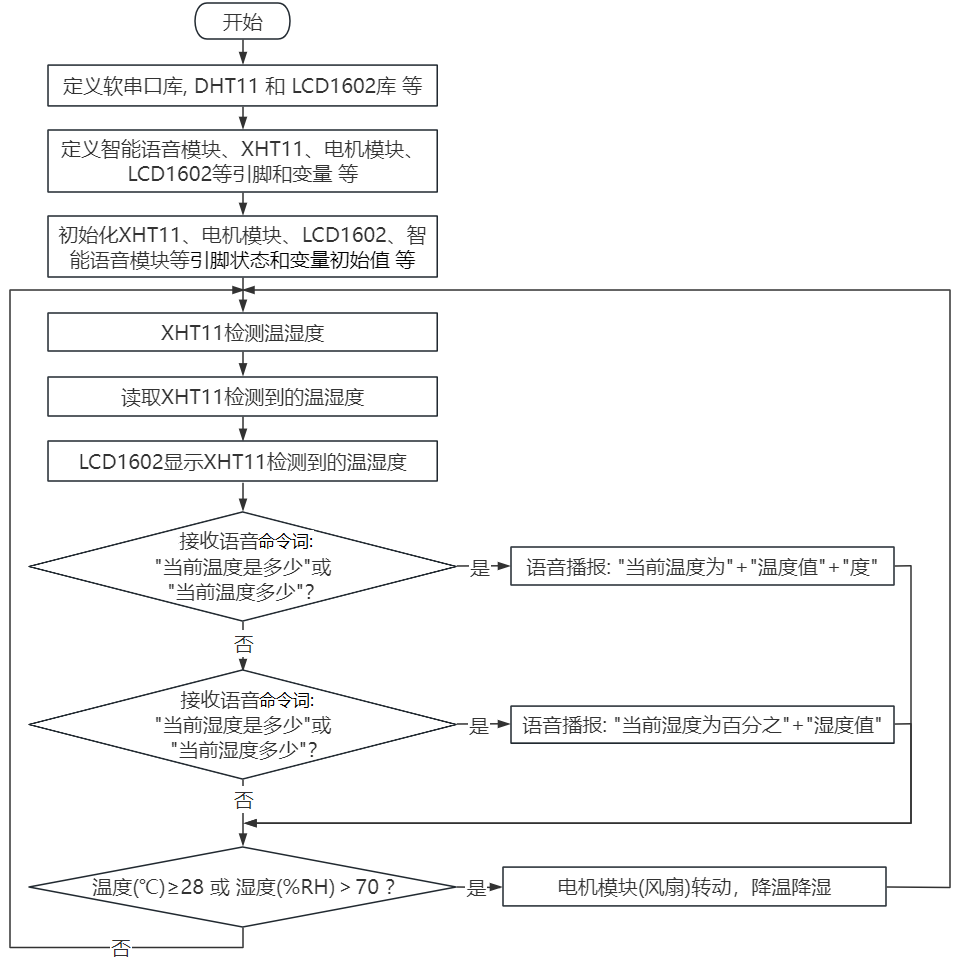 开始
定义软串口库, DHT11 和 LCD1602库 等
定义智能语音模块、XHT11、电机模块、
LCD1602等引脚和变量 等
初始化XHT11、电机模块、LCD1602、智
能语音模块等引脚状态和变量初始值 等
XHT11检测温湿度
读取XHT11检测到的温湿度
LCD1602显示XHT11检测到的温湿度
接收语音命令词:
"当前温度是多少"或
"当前温度多少"?
是
语音播报: "当前温度为"+"温度值"+"度"
否
接收语音命令词:
"当前湿度是多少"或
"当前湿度多少"?
是
语音播报: "当前湿度为百分之"+"湿度值"
否
温度(℃)≥28 或 湿度(%RH)＞70 ?
是
电机模块(风扇)转动，降温降湿
否